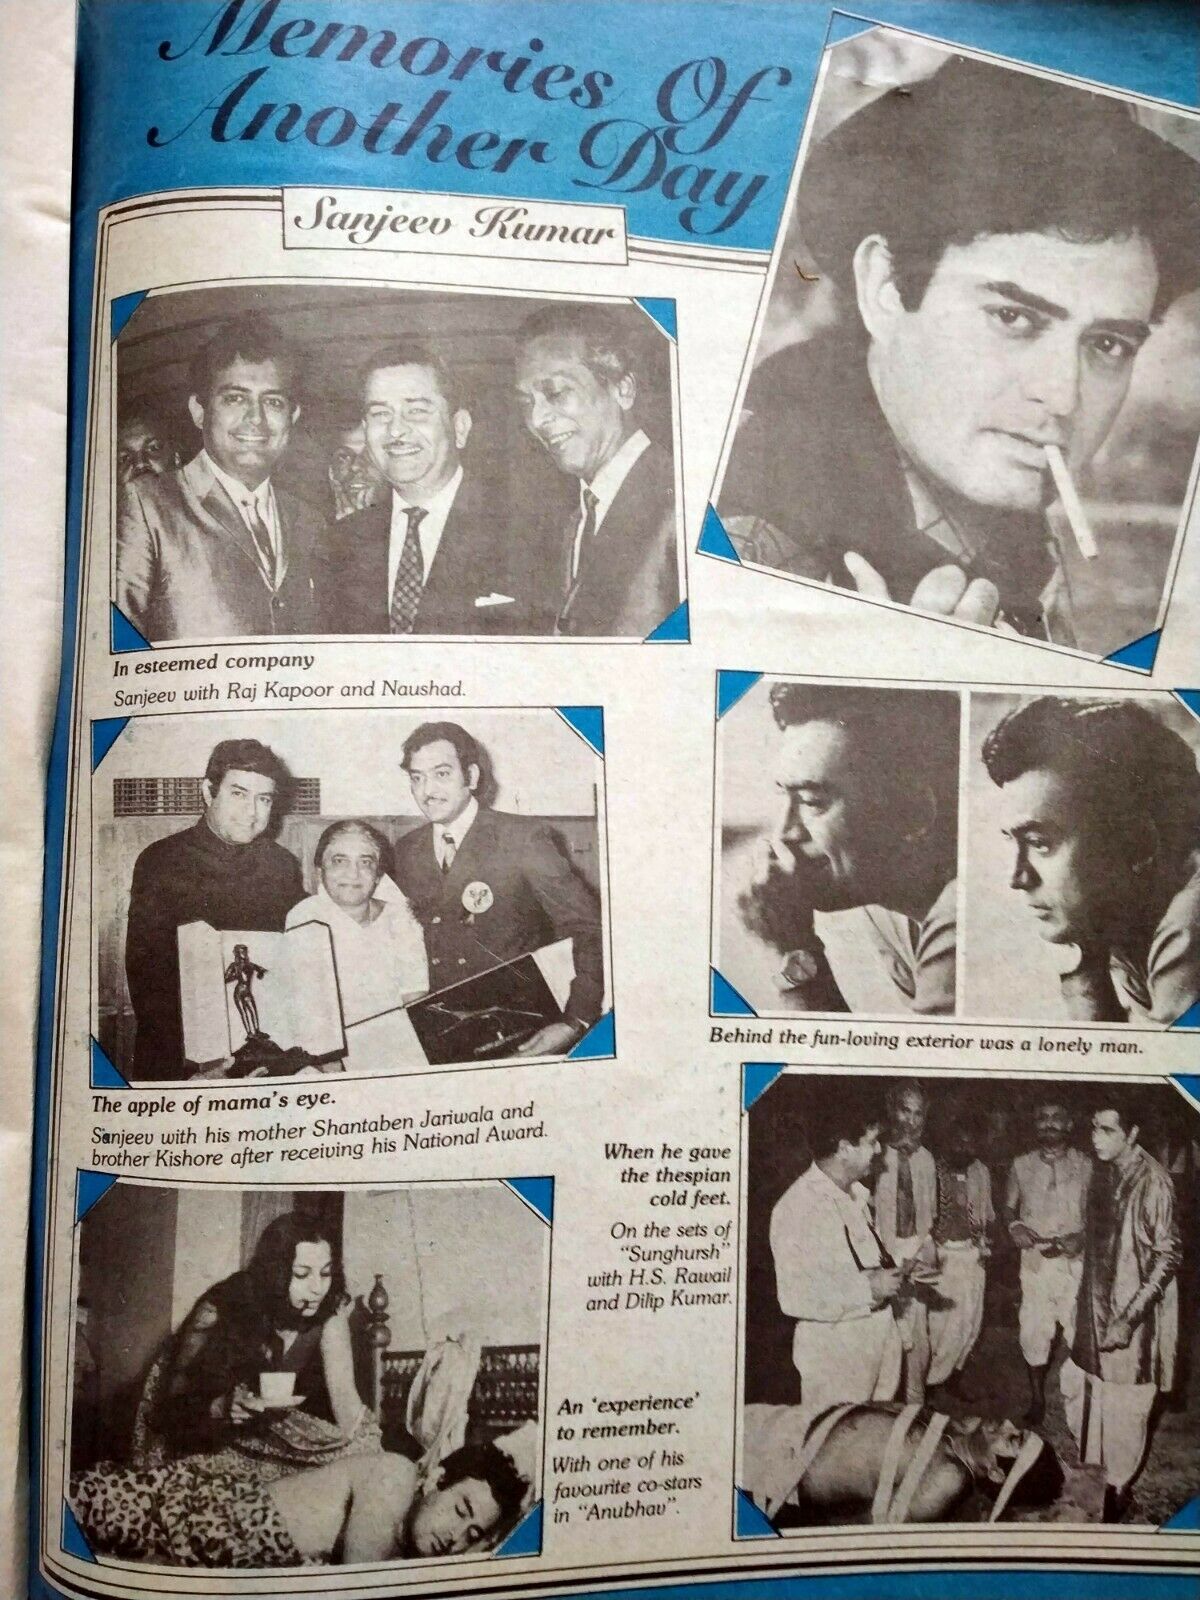 Memories Of
Another Day
Sanjeev Kumar
In esteemed company
Sanjeev with Raj Kapoor and Naushad.
The apple of mama's eye.
Sanjeev with his mother Shantaben Jariwala and
brother Kishore after receiving his National Award.
Behind the fun-loving exterior was a lonely man.
When he gave
the thespian
cold feet.
On the sets of
"Sunghursh"
with H.S. Rawail
and Dilip Kumar.
An 'experience'
to remember.
With one of his
favourite co-stars
in "Anubhav".